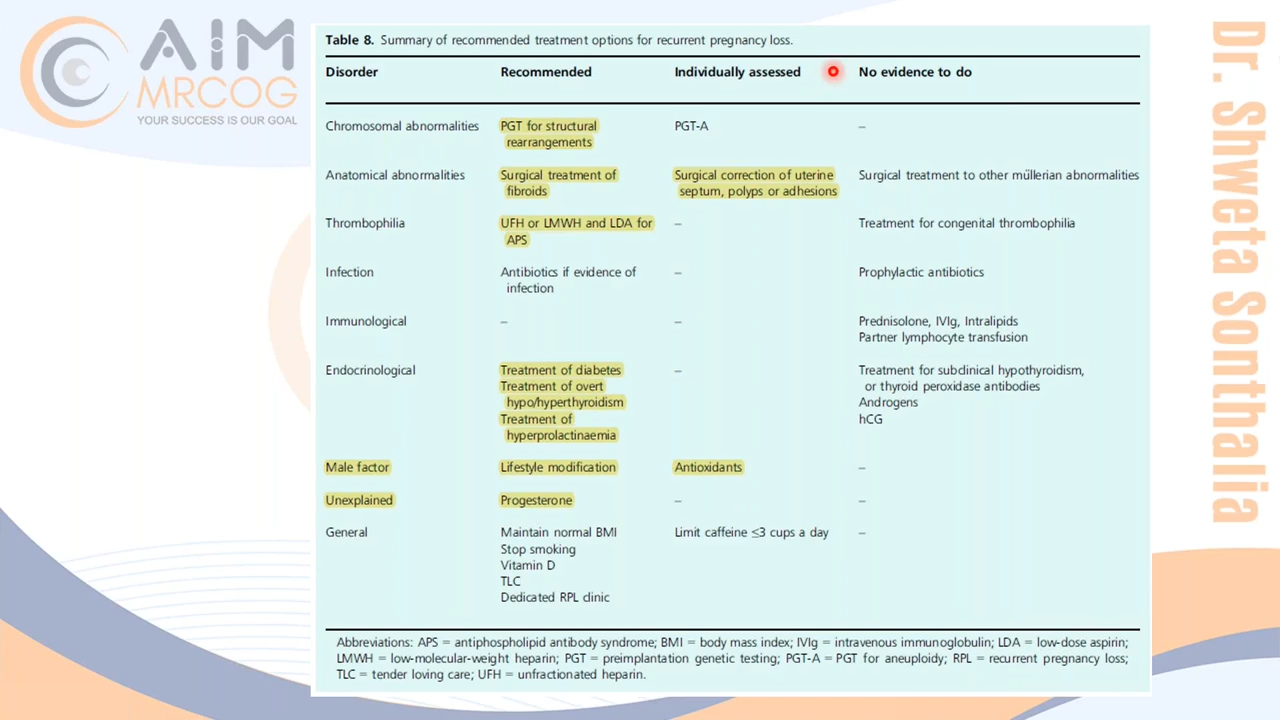 AIM
MRCOG
YOUR SUCCESS IS OUR GOAL
Dr. Shweta Sonthalia
Table 8. Summary of recommended treatment options for recurrent pregnancy loss.
Disorder Recommended Individually assessed No evidence to do
Chromosomal abnormalities PGT for structural PGT-A –
rearrangements
Anatomical abnormalities Surgical treatment of Surgical correction of uterine Surgical treatment to other müllerian abnormalities
fibroids septum, polyps or adhesions
Thrombophilia UFH or LMWH and LDA for – Treatment for congenital thrombophilia
APS
Infection Antibiotics if evidence of – Prophylactic antibiotics
infection
Immunological – – Prednisolone, IVIg, Intralipids
Partner lymphocyte transfusion
Endocrinological Treatment of diabetes – Treatment for subclinical hypothyroidism,
Treatment of overt or thyroid peroxidase antibodies
hypo/hyperthyroidism Androgens
Treatment of hCG
hyperprolactinaemia
Male factor Lifestyle modification Antioxidants –
Unexplained Progesterone – –
General Maintain normal BMI Limit caffeine ≤3 cups a day –
Stop smoking
Vitamin D
TLC
Dedicated RPL clinic
Abbreviations: APS = antiphospholipid antibody syndrome; BMI = body mass index; IVIg = intravenous immunoglobulin; LDA = low-dose aspirin;
LMWH = low-molecular-weight heparin; PGT = preimplantation genetic testing; PGT-A = PGT for aneuploidy; RPL = recurrent pregnancy loss;
TLC = tender loving care; UFH = unfractionated heparin.